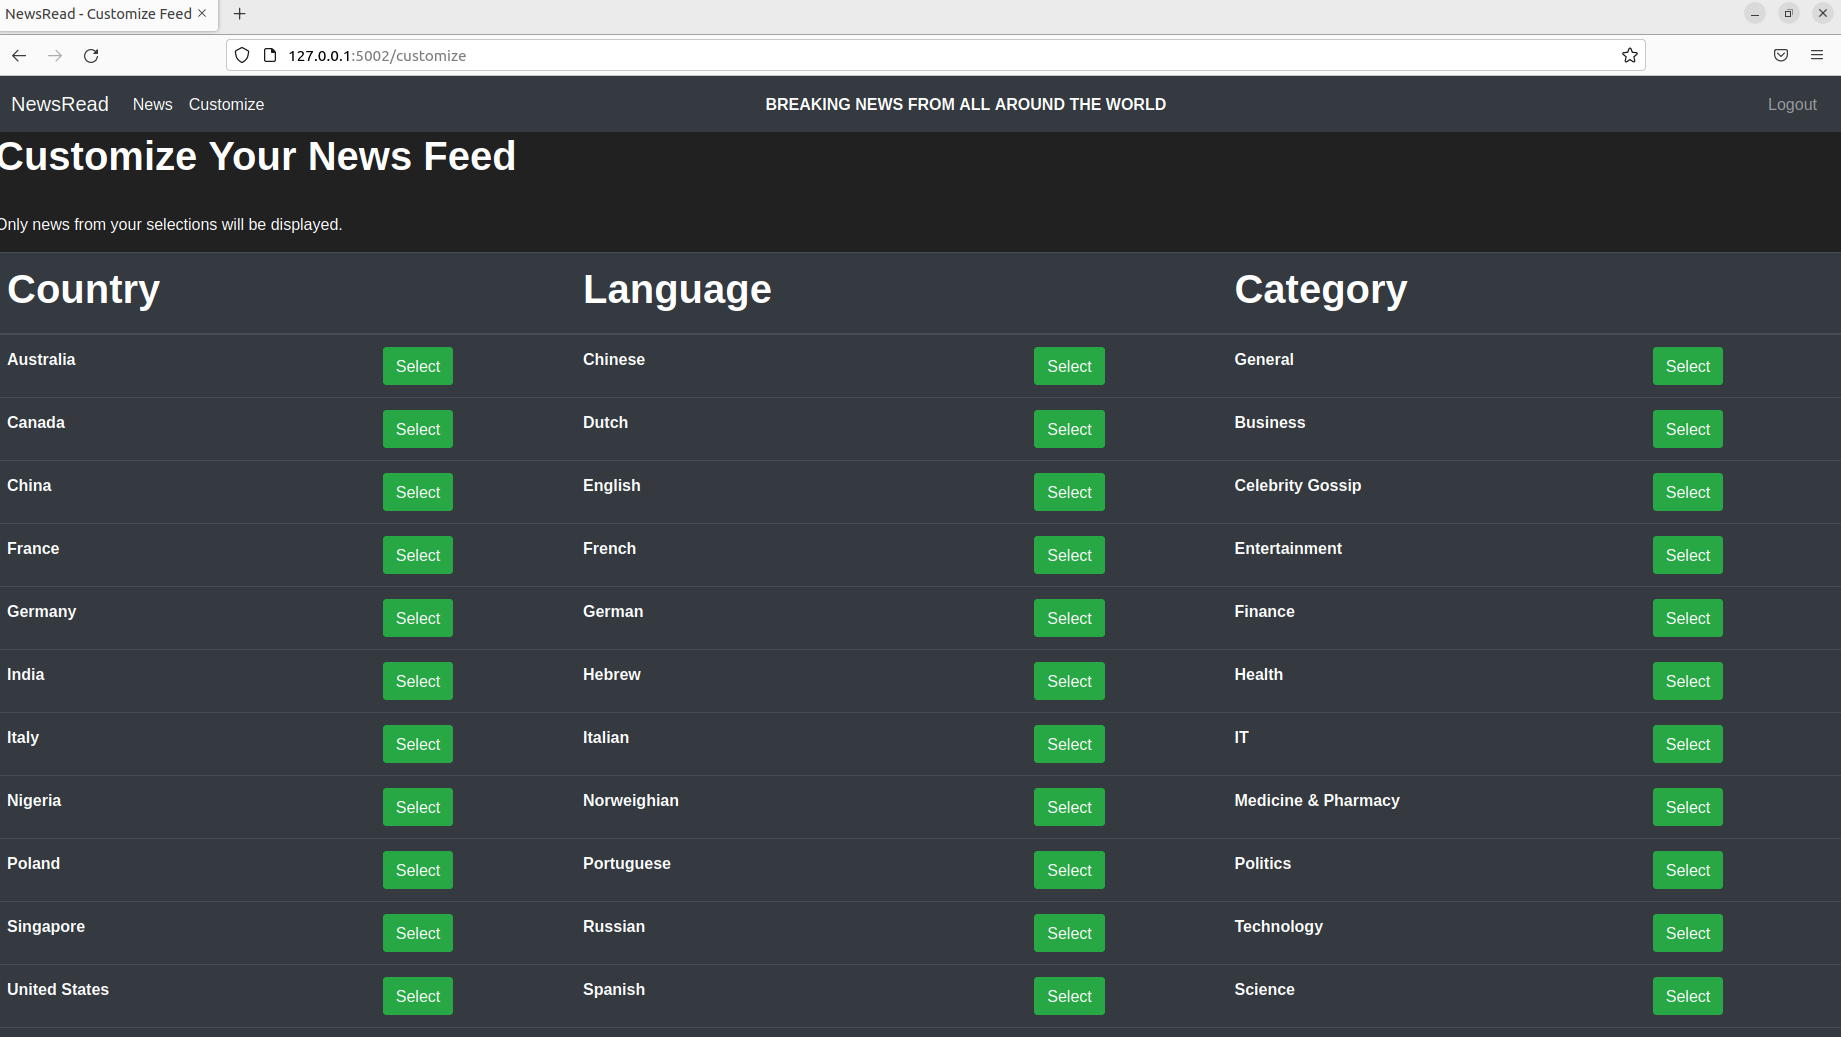 NewsRead - Customize Feed
127.0.0.1:5002/customize
NewsRead News Customize BREAKING NEWS FROM ALL AROUND THE WORLD Logout
Customize Your News Feed
Only news from your selections will be displayed.
Country Language Category
Australia Select Chinese Select General Select
Canada Select Dutch Select Business Select
China Select English Select Celebrity Gossip Select
France Select French Select Entertainment Select
Germany Select German Select Finance Select
India Select Hebrew Select Health Select
Italy Select Italian Select IT Select
Nigeria Select Norweighian Select Medicine & Pharmacy Select
Poland Select Portuguese Select Politics Select
Singapore Select Russian Select Technology Select
United States Select Spanish Select Science Select